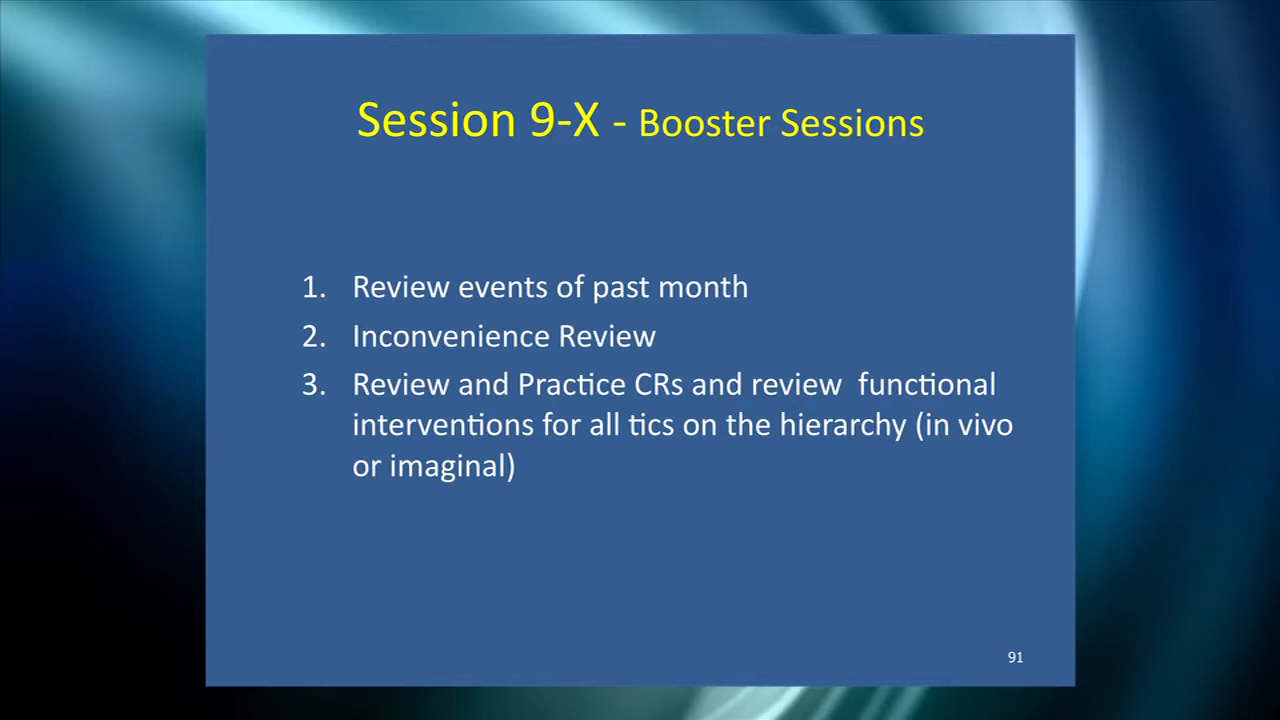 Session 9-X - Booster Sessions
1. Review events of past month
2. Inconvenience Review
3. Review and Practice CRs and review  functional
interventions for all tics on the hierarchy (in vivo
or imaginal)
91